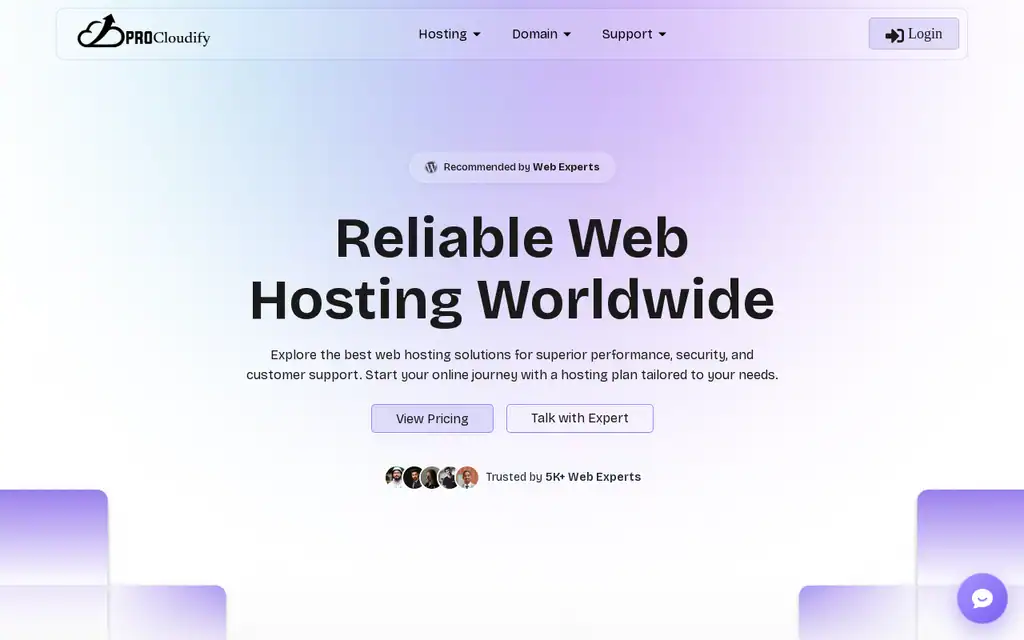 PROCloudify
Hosting
Domain
Support
Login
Recommended by Web Experts
Reliable Web
Hosting Worldwide
Explore the best web hosting solutions for superior performance, security, and
customer support. Start your online journey with a hosting plan tailored to your needs.
View Pricing
Talk with Expert
Trusted by 5K+ Web Experts